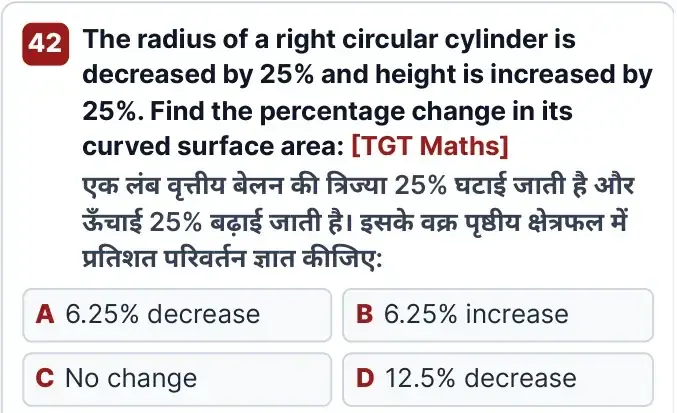 42 The radius of a right circular cylinder is
decreased by 25% and height is increased by
25%. Find the percentage change in its
curved surface area: [TGT Maths]
एक लंब वृत्तीय बेलन की त्रिज्या 25% घटाई जाती है और
ऊँचाई 25% बढ़ाई जाती है। इसके वक्र पृष्ठीय क्षेत्रफल में
प्रतिशत परिवर्तन ज्ञात कीजिए:
A 6.25% decrease
B 6.25% increase
C No change
D 12.5% decrease